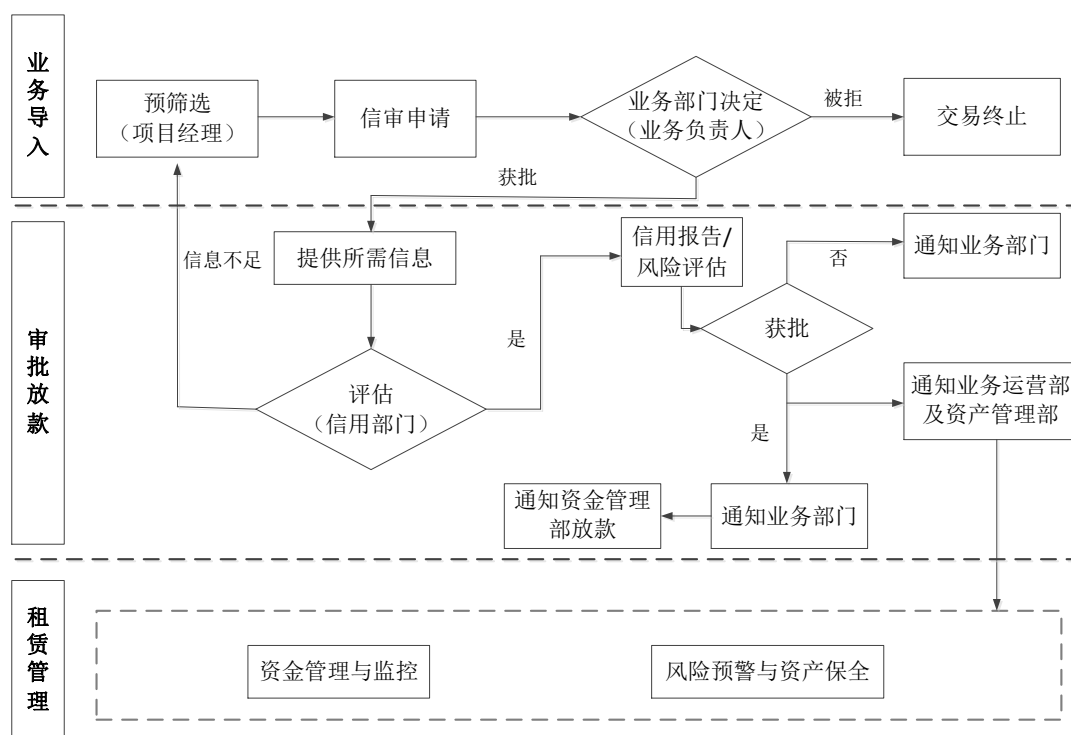 业
务
导
入
预筛选
（项目经理）
信审申请
业务部门决定
（业务负责人）
被拒
交易终止
获批
审
批
放
款
信息不足
提供所需信息
评估
（信用部门）
是
信用报告/
风险评估
获批
否
通知业务部门
通知业务运营部
及资产管理部
是
通知业务部门
通知资金管理
部放款
租
赁
管
理
资金管理与监控
风险预警与资产保全